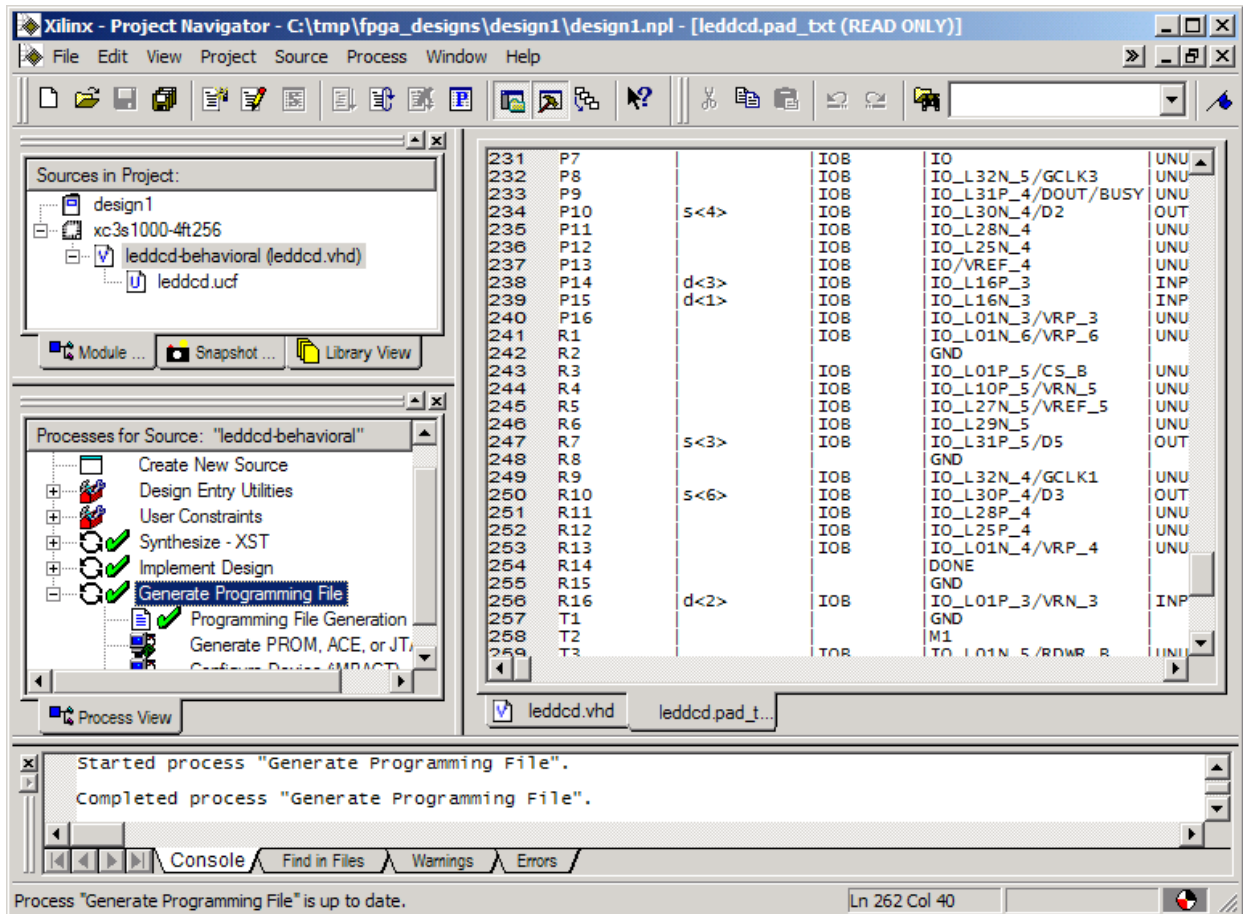 Xilinx - Project Navigator - C:\tmp\fpga_designs\design1\design1.npl - [leddcd.pad_txt (READ ONLY)]
File Edit View Project Source Process Window Help
Sources in Project:
design1
xc3s1000-4ft256
leddcd-behavioral (leddcd.vhd)
leddcd.ucf
Module ... Snapshot ... Library View
Processes for Source: "leddcd-behavioral"
Create New Source
Design Entry Utilities
User Constraints
Synthesize - XST
Implement Design
Generate Programming File
Programming File Generation
Generate PROM, ACE, or JTA
Configure Device (iMPACT)
Process View
231 P7 | |IOB |IO |UNU
232 P8 | |IOB |IO_L32N_5/GCLK3 |UNU
233 P9 | |IOB |IO_L31P_4/DOUT/BUSY|UNU
234 P10 |s<4> |IOB |IO_L30N_4/D2 |OUT
235 P11 | |IOB |IO_L28N_4 |UNU
236 P12 | |IOB |IO_L25N_4 |UNU
237 P13 | |IOB |IO/VREF_4 |UNU
238 P14 |d<3> |IOB |IO_L16P_3 |INP
239 P15 |d<1> |IOB |IO_L16N_3 |INP
240 P16 | |IOB |IO_L01N_3/VRP_3 |UNU
241 R1 | |IOB |IO_L01N_6/VRP_6 |UNU
242 R2 | | |GND |
243 R3 | |IOB |IO_L01P_5/CS_B |UNU
244 R4 | |IOB |IO_L10P_5/VRN_5 |UNU
245 R5 | |IOB |IO_L27N_5/VREF_5 |UNU
246 R6 | |IOB |IO_L29N_5 |UNU
247 R7 |s<3> |IOB |IO_L31P_5/D5 |OUT
248 R8 | | |GND |
249 R9 | |IOB |IO_L32N_4/GCLK1 |UNU
250 R10 |s<6> |IOB |IO_L30P_4/D3 |OUT
251 R11 | |IOB |IO_L28P_4 |UNU
252 R12 | |IOB |IO_L25P_4 |UNU
253 R13 | |IOB |IO_L01N_4/VRP_4 |UNU
254 R14 | | |DONE |
255 R15 | | |GND |
256 R16 |d<2> |IOB |IO_L01P_3/VRN_3 |INP
257 T1 | | |GND |
258 T2 | | |M1 |
259 T3 | |IOB |IO_L01N_5/RDWR_B |UNU
leddcd.vhd leddcd.pad_t...
Started process "Generate Programming File".
Completed process "Generate Programming File".
Console Find in Files Warnings Errors
Process "Generate Programming File" is up to date. Ln 262 Col 40